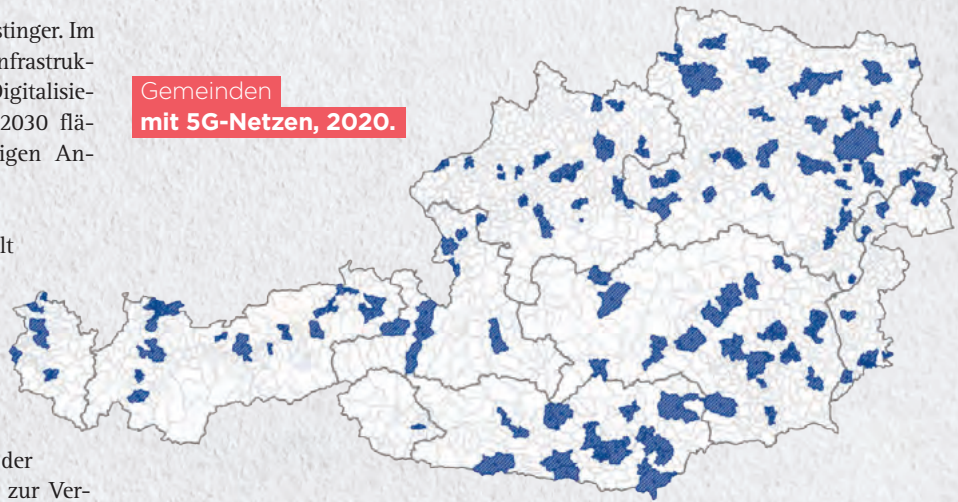 stinger. Im
nfrastruk-
Digitalisie-
2030 flä-
igen An-
lt
der
zur Ver-
Gemeinden
mit 5G-Netzen, 2020.